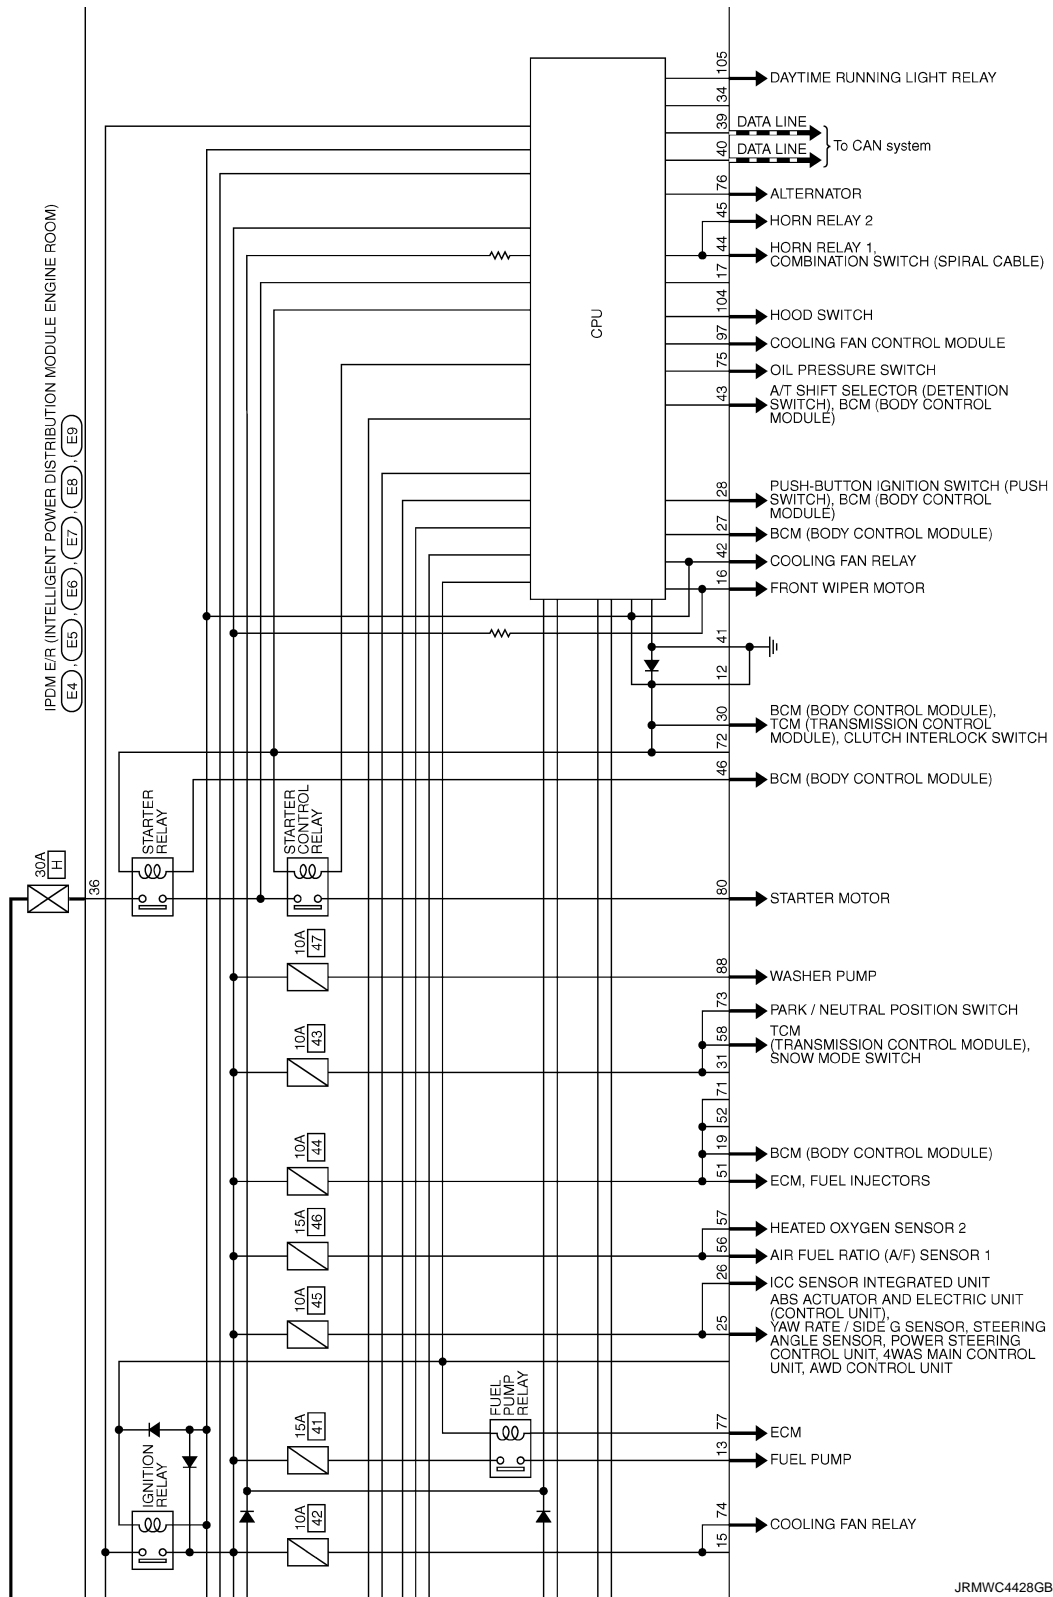 105
DAYTIME RUNNING LIGHT RELAY
34
39
DATA LINE
40
DATA LINE
To CAN system
76
ALTERNATOR
45
HORN RELAY 2
44
HORN RELAY 1,
COMBINATION SWITCH (SPIRAL CABLE)
17
104
HOOD SWITCH
97
COOLING FAN CONTROL MODULE
75
OIL PRESSURE SWITCH
43
A/T SHIFT SELECTOR (DETENTION
SWITCH), BCM (BODY CONTROL
MODULE)
CPU
IPDM E/R (INTELLIGENT POWER DISTRIBUTION MODULE ENGINE ROOM)
E4 , E5 , E6 , E7 , E8 , E9
28
PUSH-BUTTON IGNITION SWITCH (PUSH
SWITCH), BCM (BODY CONTROL
MODULE)
27
BCM (BODY CONTROL MODULE)
42
COOLING FAN RELAY
16
FRONT WIPER MOTOR
41
12
30
BCM (BODY CONTROL MODULE),
TCM (TRANSMISSION CONTROL
MODULE), CLUTCH INTERLOCK SWITCH
72
46
BCM (BODY CONTROL MODULE)
STARTER
RELAY
STARTER
CONTROL
RELAY
30A
H
36
80
STARTER MOTOR
10A
47
88
WASHER PUMP
73
PARK / NEUTRAL POSITION SWITCH
10A
43
58
TCM
(TRANSMISSION CONTROL MODULE),
SNOW MODE SWITCH
31
71
52
19
BCM (BODY CONTROL MODULE)
10A
44
51
ECM, FUEL INJECTORS
57
HEATED OXYGEN SENSOR 2
15A
46
56
AIR FUEL RATIO (A/F) SENSOR 1
26
ICC SENSOR INTEGRATED UNIT
10A
45
25
ABS ACTUATOR AND ELECTRIC UNIT
(CONTROL UNIT),
YAW RATE / SIDE G SENSOR, STEERING
ANGLE SENSOR, POWER STEERING
CONTROL UNIT, 4WAS MAIN CONTROL
UNIT, AWD CONTROL UNIT
FUEL
PUMP
RELAY
77
ECM
15A
41
13
FUEL PUMP
IGNITION
RELAY
10A
42
74
COOLING FAN RELAY
15
JRMWC4428GB